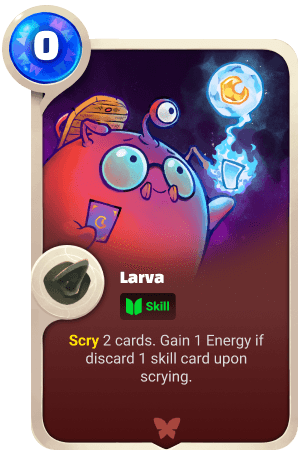 0
Larva
Skill
Scry 2 cards. Gain 1 Energy if
discard 1 skill card upon
scrying.